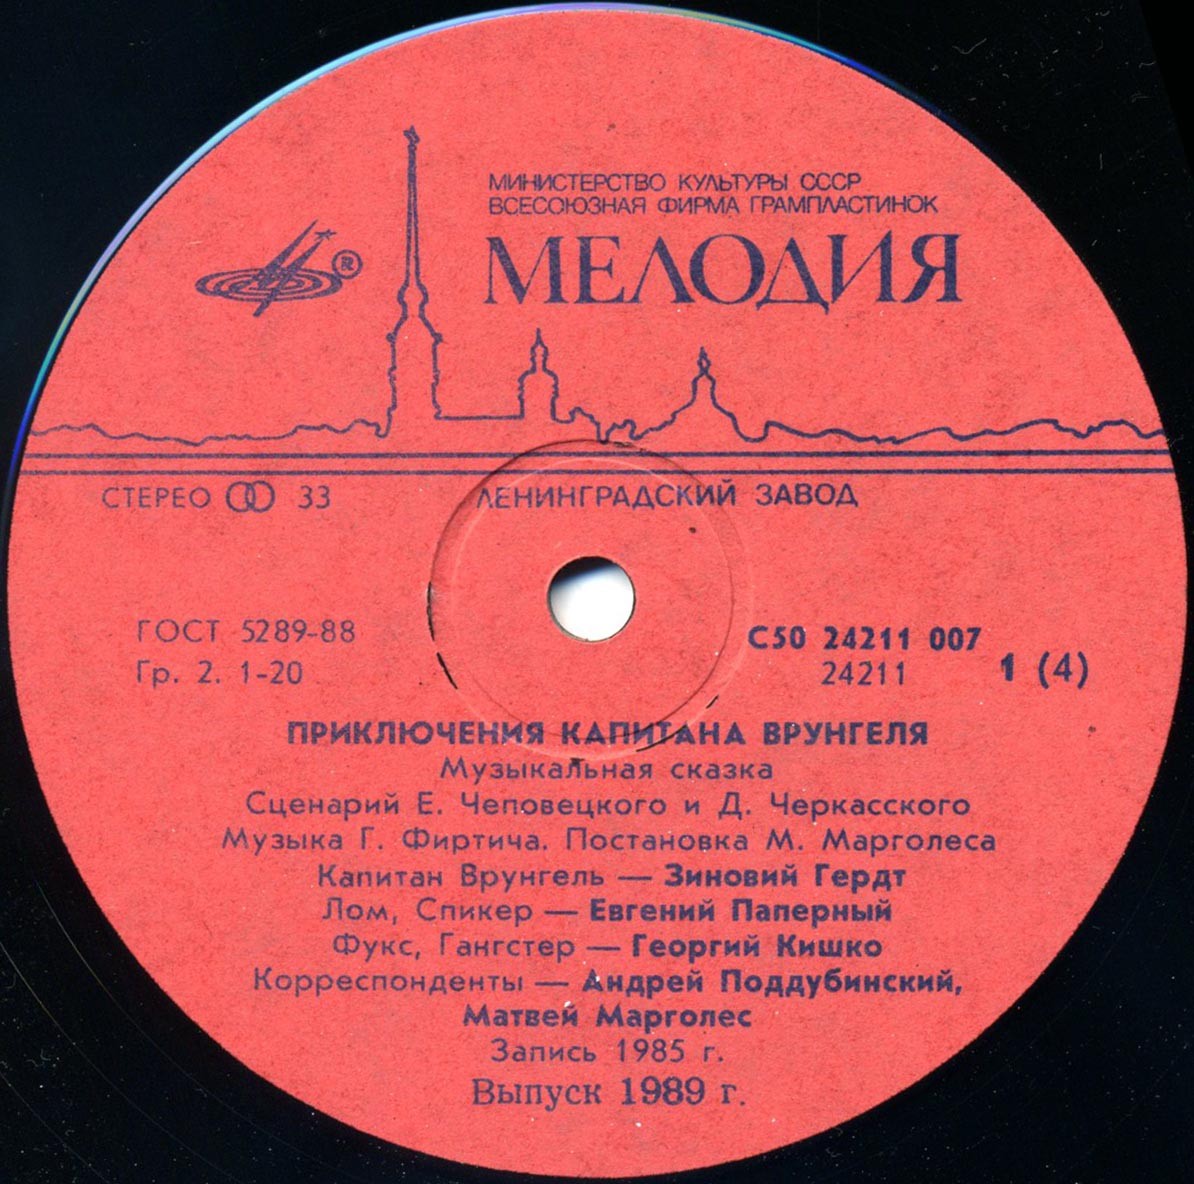 МИНИСТЕРСТВО КУЛЬТУРЫ СССР
ВСЕСОЮЗНАЯ ФИРМА ГРАМПЛАСТИНОК
МЕЛОДИЯ
®
СТЕРЕО 33 ЛЕНИНГРАДСКИЙ ЗАВОД
ГОСТ 5289-88 С50 24211 007
Гр. 2. 1-20 24211 1 (4)
ПРИКЛЮЧЕНИЯ КАПИТАНА ВРУНГЕЛЯ
Музыкальная сказка
Сценарий Е. Чеповецкого и Д. Черкасского
Музыка Г. Фиртича. Постановка М. Марголеса
Капитан Врунгель — Зиновий Гердт
Лом, Спикер — Евгений Паперный
Фукс, Гангстер — Георгий Кишко
Корреспонденты — Андрей Поддубинский,
Матвей Марголес
Запись 1985 г.
Выпуск 1989 г.